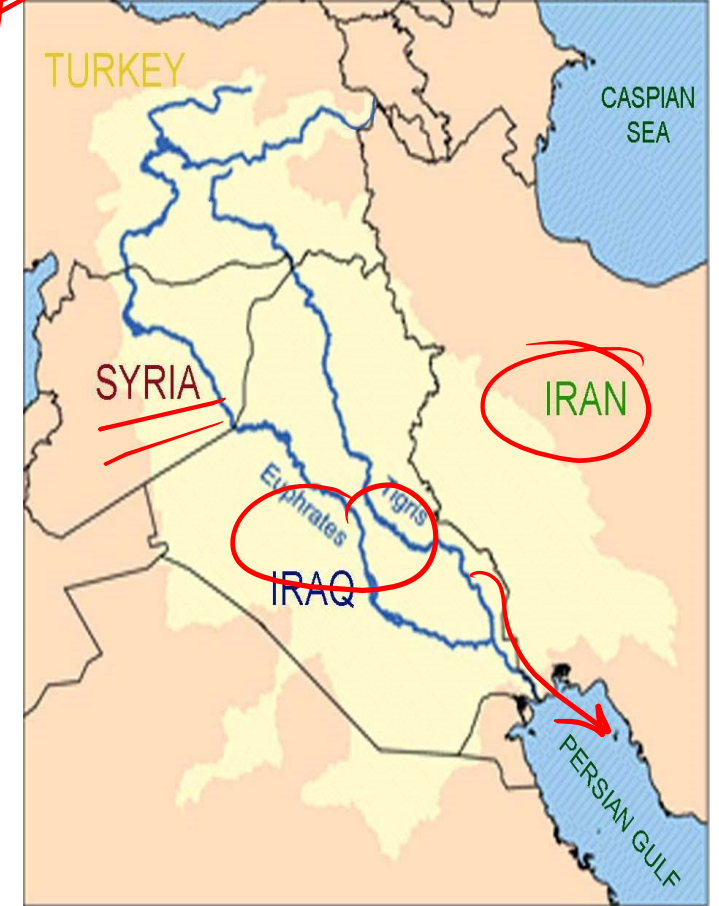 TURKEY
CASPIAN
SEA
SYRIA
IRAN
Euphrates
Tigris
IRAQ
PERSIAN GULF